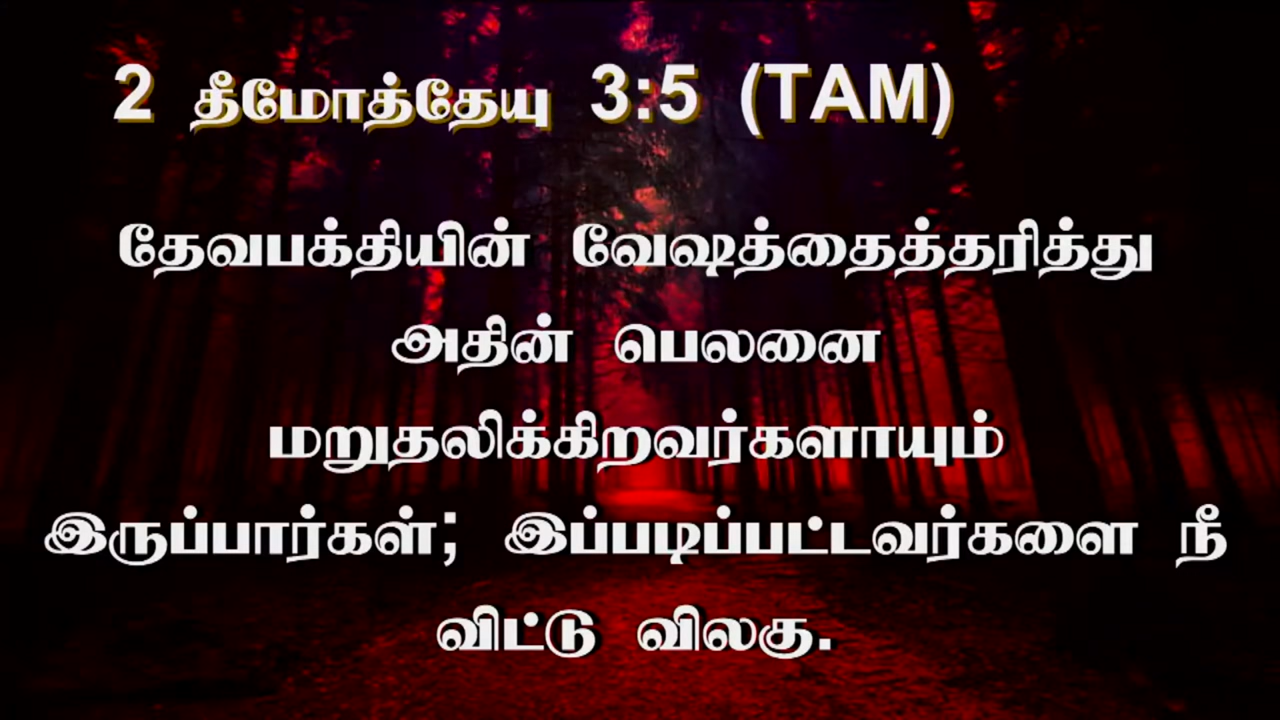 2 தீமோத்தேயு 3:5 (TAM)
தேவபக்தியின் வேஷத்தைத்தரித்து
அதின் பெலனை
மறுதலிக்கிறவர்களாயும்
இருப்பார்கள்; இப்படிப்பட்டவர்களை நீ
விட்டு விலகு.